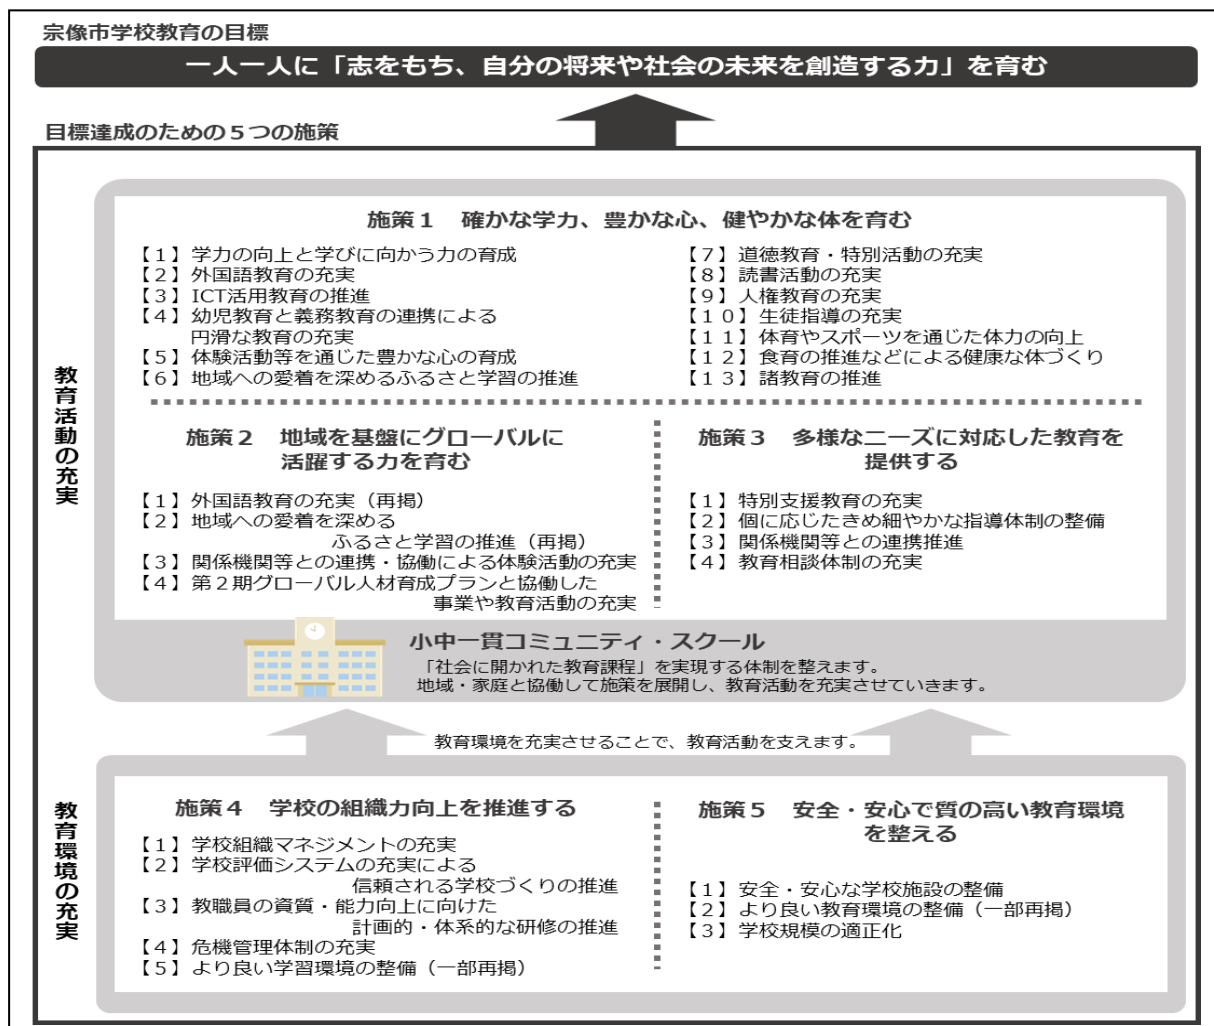 宗像市学校教育の目標
一人一人に「志をもち、自分の将来や社会の未来を創造する力」を育む
目標達成のための５つの施策
教育活動の充実
施策１　確かな学力、豊かな心、健やかな体を育む
【１】学力の向上と学びに向かう力の育成
【２】外国語教育の充実
【３】ICT活用教育の推進
【４】幼児教育と義務教育の連携による
円滑な教育の充実
【５】体験活動等を通じた豊かな心の育成
【６】地域への愛着を深めるふるさと学習の推進
【７】道徳教育・特別活動の充実
【８】読書活動の充実
【９】人権教育の充実
【１０】生徒指導の充実
【１１】体育やスポーツを通じた体力の向上
【１２】食育の推進などによる健康な体づくり
【１３】諸教育の推進
施策２　地域を基盤にグローバルに
活躍する力を育む
【１】外国語教育の充実（再掲）
【２】地域への愛着を深める
ふるさと学習の推進（再掲）
【３】関係機関等との連携・協働による体験活動の充実
【４】第２期グローバル人材育成プランと協働した
事業や教育活動の充実
施策３　多様なニーズに対応した教育を
提供する
【１】特別支援教育の充実
【２】個に応じたきめ細やかな指導体制の整備
【３】関係機関等との連携推進
【４】教育相談体制の充実
小中一貫コミュニティ・スクール
「社会に開かれた教育課程」を実現する体制を整えます。
地域・家庭と協働して施策を展開し、教育活動を充実させていきます。
教育環境を充実させることで、教育活動を支えます。
教育環境の充実
施策４　学校の組織力向上を推進する
【１】学校組織マネジメントの充実
【２】学校評価システムの充実による
信頼される学校づくりの推進
【３】教職員の資質・能力向上に向けた
計画的・体系的な研修の推進
【４】危機管理体制の充実
【５】より良い学習環境の整備（一部再掲）
施策５　安全・安心で質の高い教育環境
を整える
【１】安全・安心な学校施設の整備
【２】より良い教育環境の整備（一部再掲）
【３】学校規模の適正化